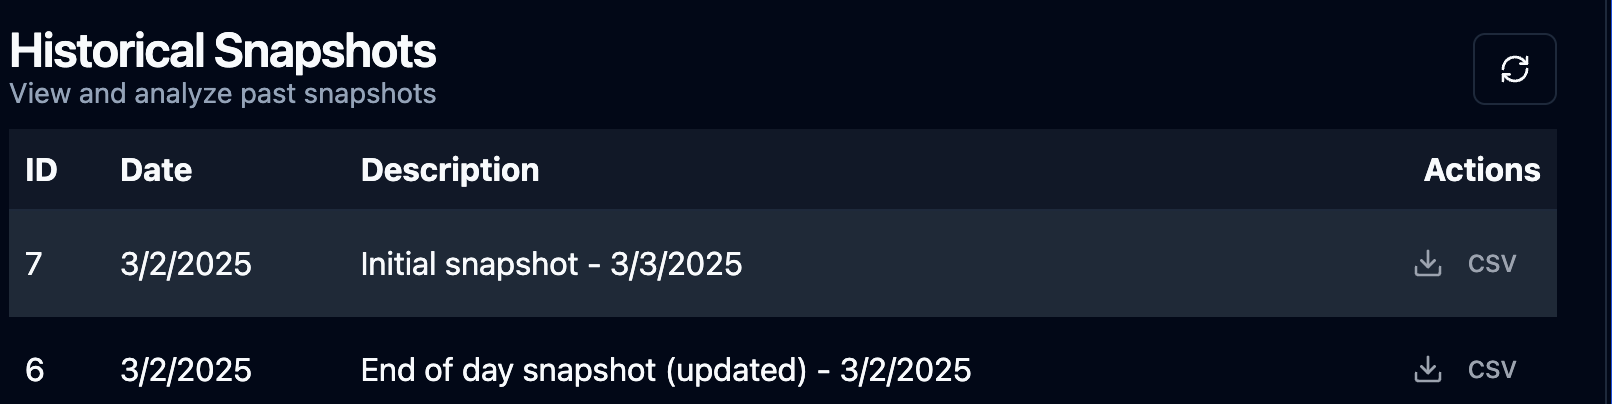 Historical Snapshots
View and analyze past snapshots
ID Date Description Actions
7 3/2/2025 Initial snapshot - 3/3/2025 CSV
6 3/2/2025 End of day snapshot (updated) - 3/2/2025 CSV